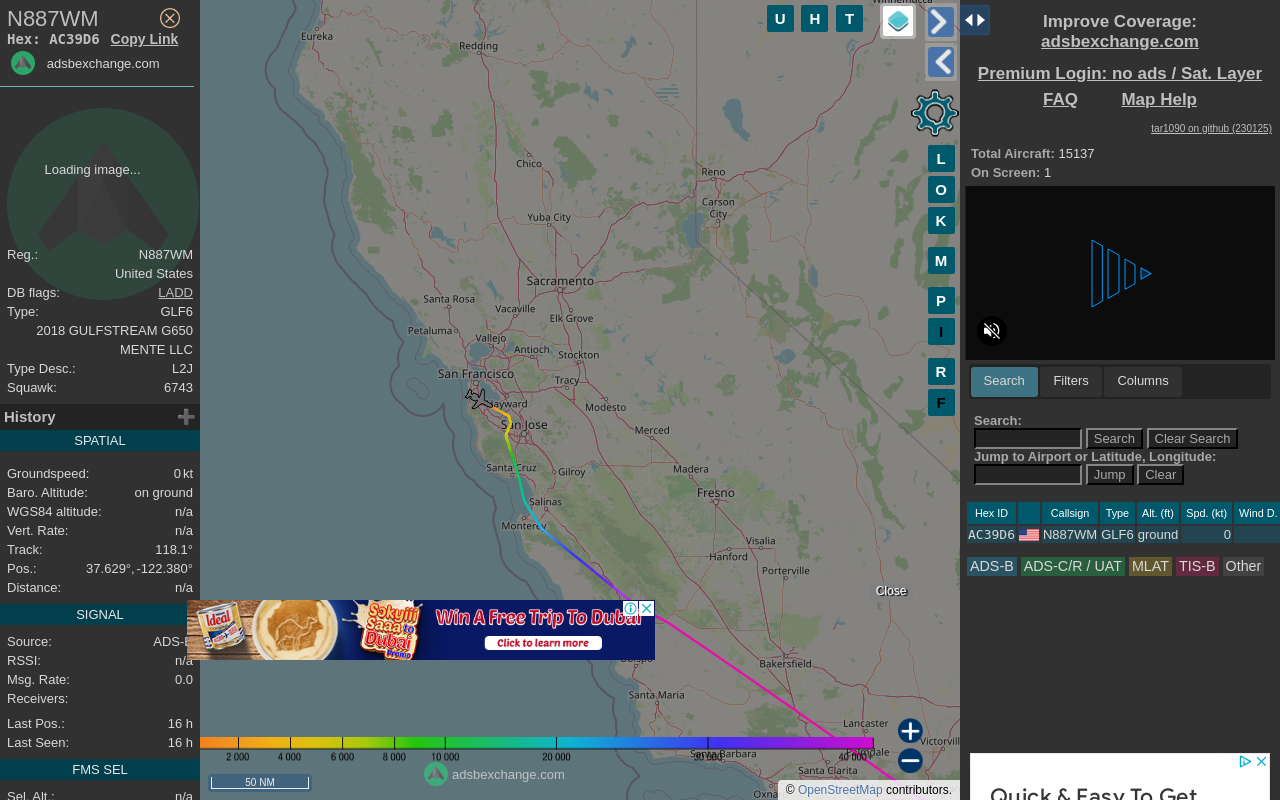 N887WM
Hex: AC39D6 Copy Link
adsbexchange.com
Loading image...
Reg.: N887WM
United States
DB flags: LADD
Type: GLF6
2018 GULFSTREAM G650
MENTE LLC
Type Desc.: L2J
Squawk: 6743
History
SPATIAL
Groundspeed: 0 kt
Baro. Altitude: on ground
WGS84 altitude: n/a
Vert. Rate: n/a
Track: 118.1°
Pos.: 37.629°, -122.380°
Distance: n/a
SIGNAL
Source: ADS-B
RSSI: n/a
Msg. Rate: 0.0
Receivers:
Last Pos.: 16 h
Last Seen: 16 h
FMS SEL
Sel. Alt.: n/a
U H T
L
O
K
M
P
I
R
F
Winnemucca
Eureka
Redding
Chico
Reno
Carson
City
Yuba City
Sacramento
Santa Rosa
Vacaville
Elk Grove
Petaluma
Vallejo
Antioch
Stockton
San Francisco
Tracy
Hayward
Modesto
San Jose
Merced
Santa Cruz
Gilroy
Madera
Salinas
Fresno
Monterey
Visalia
Hanford
Porterville
Close
Ideal
Sakyiii
Saaa to
Dubai
Promo
Win A Free Trip To Dubai
Click to learn more
Obispo
Bakersfield
Santa Maria
Lancaster
Victorvill
Palmdale
Santa Barbara
Santa Clarita
Oxna
2 000 4 000 6 000 8 000 10 000 20 000 30 000 40 000+
adsbexchange.com
50 NM
© OpenStreetMap contributors.
Improve Coverage:
adsbexchange.com
Premium Login: no ads / Sat. Layer
FAQ Map Help
tar1090 on github (230125)
Total Aircraft: 15137
On Screen: 1
Search Filters Columns
Search:
Search Clear Search
Jump to Airport or Latitude, Longitude:
Jump Clear
Hex ID Callsign Type Alt. (ft) Spd. (kt) Wind D.
AC39D6 N887WM GLF6 ground 0
ADS-B ADS-C/R / UAT MLAT TIS-B Other
Quick & Easy To Get